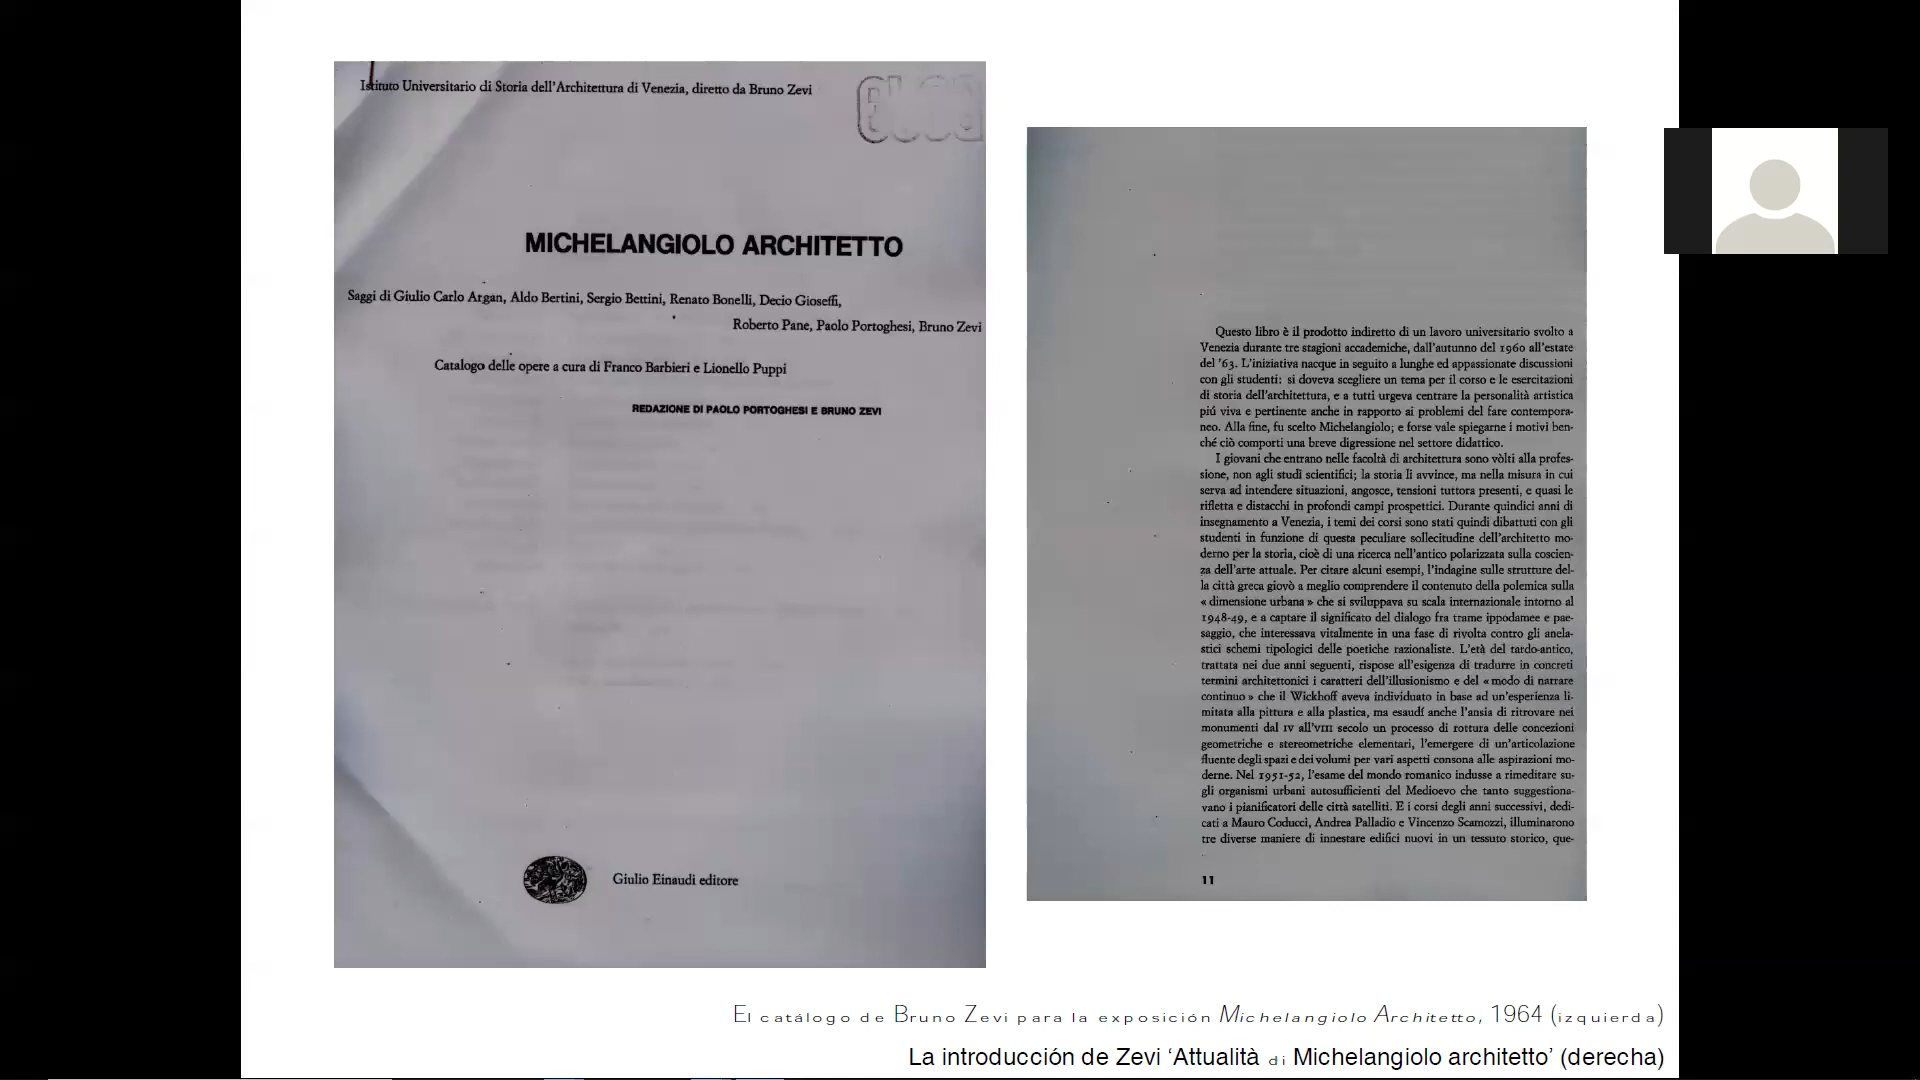 Istituto Universitario di Storia dell'Architettura di Venezia, diretto da Bruno Zevi
MICHELANGIOLO ARCHITETTO
Saggi di Giulio Carlo Argan, Aldo Bertini, Sergio Bettini, Renato Bonelli, Decio Gioseffi,
Roberto Pane, Paolo Portoghesi, Bruno Zevi
Catalogo delle opere a cura di Franco Barbieri e Lionello Puppi
REDAZIONE DI PAOLO PORTOGHESI E BRUNO ZEVI
Giulio Einaudi editore
Questo libro è il prodotto indiretto di un lavoro universitario svolto a
Venezia durante tre stagioni accademiche, dall'autunno del 1960 all'estate
del '63. L'iniziativa nacque in seguito a lunghe ed appassionate discussioni
con gli studenti: si doveva scegliere un tema per il corso e le esercitazioni
di storia dell'architettura, e a tutti urgeva centrare la personalità artistica
piú viva e pertinente anche in rapporto ai problemi del fare contempora-
neo. Alla fine, fu scelto Michelangiolo; e forse vale spiegarne i motivi ben-
ché ciò comporti una breve digressione nel settore didattico.
I giovani che entrano nelle facoltà di architettura sono vòlti alla profes-
sione, non agli studi scientifici; la storia li avvince, ma nella misura in cui
serva ad intendere situazioni, angosce, tensioni tuttora presenti, e quasi le
rifletta e distacchi in profondi campi prospettici. Durante quindici anni di
insegnamento a Venezia, i temi dei corsi sono stati quindi dibattuti con gli
studenti in funzione di questa peculiare sollecitudine dell'architetto mo-
derno per la storia, cioè di una ricerca nell'antico polarizzata sulla coscien-
za dell'arte attuale. Per citare alcuni esempi, l'indagine sulle strutture del-
la città greca giovò a meglio comprendere il contenuto della polemica sulla
« dimensione urbana » che si sviluppava su scala internazionale intorno al
1948-49, e a captare il significato del dialogo fra trame ippodamee e pae-
saggio, che interessava vitalmente in una fase di rivolta contro gli anela-
stici schemi tipologici delle poetiche razionaliste. L'età del tardo-antico,
trattata nei due anni seguenti, rispose all'esigenza di tradurre in concreti
termini architettonici i caratteri dell'illusionismo e del « modo di narrare
continuo » che il Wickhoff aveva individuato in base ad un'esperienza li-
mitata alla pittura e alla plastica, ma esaudí anche l'ansia di ritrovare nei
monumenti dal IV all'VIII secolo un processo di rottura delle concezioni
geometriche e stereometriche elementari, l'emergere di un'articolazione
fluente degli spazi e dei volumi per vari aspetti consona alle aspirazioni mo-
derne. Nel 1951-52, l'esame del mondo romanico indusse a rimeditare su-
gli organismi urbani autosufficienti del Medioevo che tanto suggestiona-
vano i pianificatori delle città satelliti. E i corsi degli anni successivi, dedi-
cati a Mauro Coducci, Andrea Palladio e Vincenzo Scamozzi, illuminarono
tre diverse maniere di innestare edifici nuovi in un tessuto storico, que-
11
El catálogo de Bruno Zevi para la exposición Michelangiolo Architetto, 1964 (izquierda)
La introducción de Zevi 'Attualità di Michelangiolo architetto' (derecha)